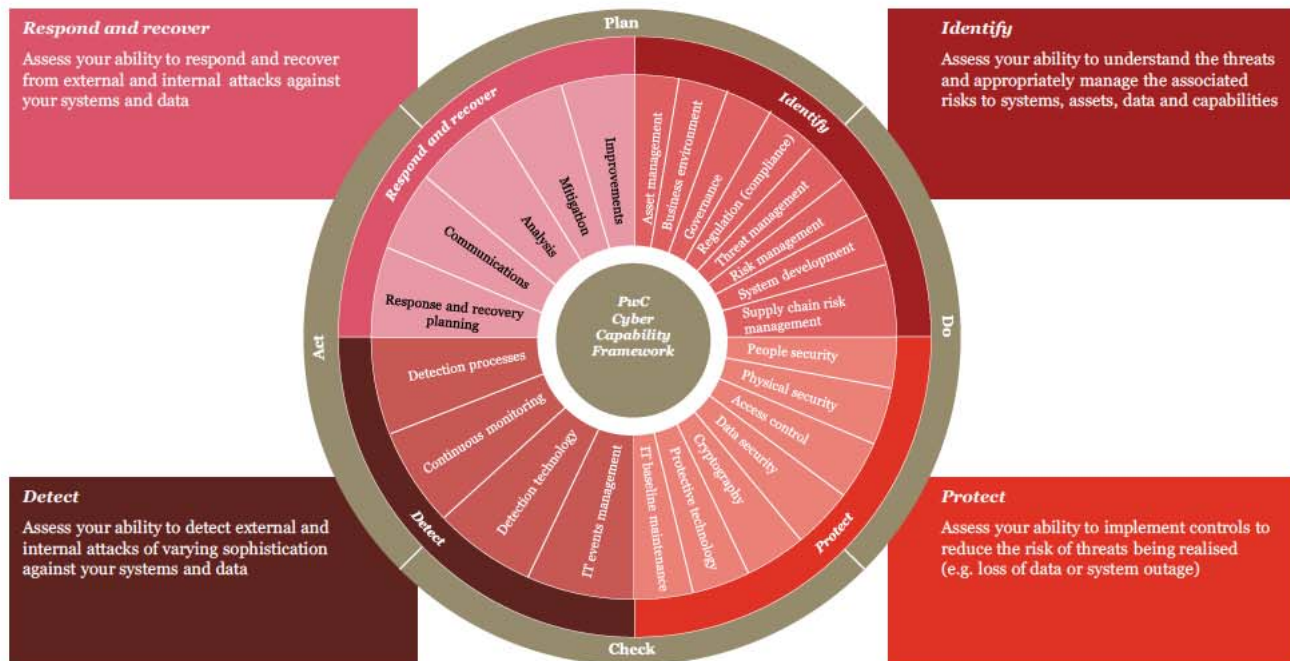 Respond and recover
Assess your ability to respond and recover
from external and internal attacks against
your systems and data
Identify
Assess your ability to understand the threats
and appropriately manage the associated
risks to systems, assets, data and capabilities
Plan
Do
Check
Act
Respond and recover
Identify
Protect
Detect
Improvements
Mitigation
Analysis
Communications
Response and recovery
planning
Asset management
Business environment
Governance
Regulation (compliance)
Threat management
Risk management
System development
Supply chain risk
management
PwC
Cyber
Capability
Framework
People security
Physical security
Access control
Data security
Cryptography
Protective technology
IT baseline maintenance
IT events management
Detection technology
Continuous monitoring
Detection processes
Detect
Assess your ability to detect external and
internal attacks of varying sophistication
against your systems and data
Protect
Assess your ability to implement controls to
reduce the risk of threats being realised
(e.g. loss of data or system outage)